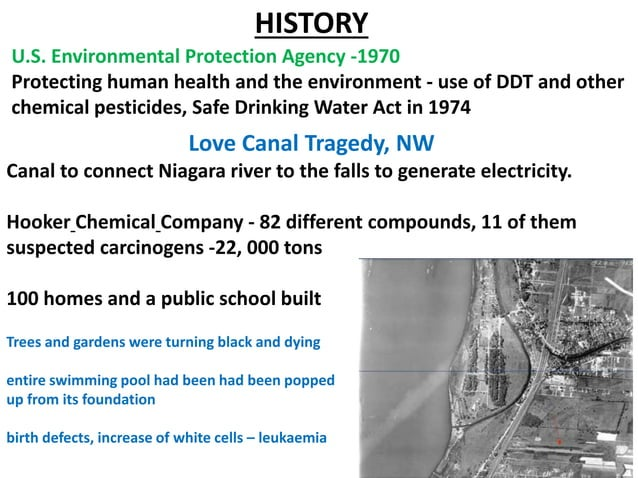 HISTORY
U.S. Environmental Protection Agency -1970
Protecting human health and the environment - use of DDT and other
chemical pesticides, Safe Drinking Water Act in 1974
Love Canal Tragedy, NW
Canal to connect Niagara river to the falls to generate electricity.
Hooker Chemical Company - 82 different compounds, 11 of them
suspected carcinogens -22, 000 tons
100 homes and a public school built
Trees and gardens were turning black and dying
entire swimming pool had been had been popped
up from its foundation
birth defects, increase of white cells – leukaemia